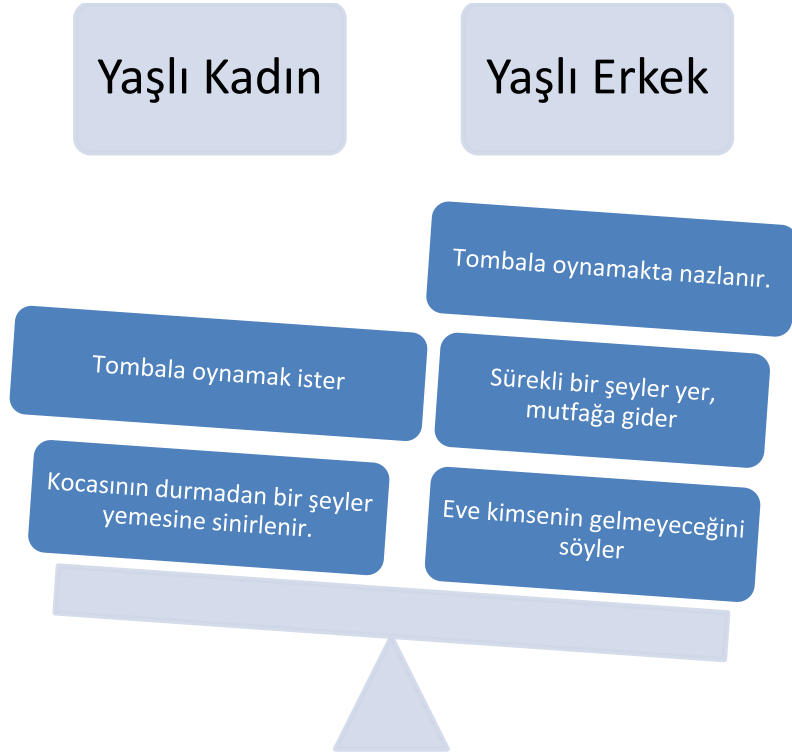 Yaşlı Kadın
Yaşlı Erkek
Tombala oynamakta nazlanır.
Tombala oynamak ister
Sürekli bir şeyler yer,
mutfağa gider
Kocasının durmadan bir şeyler
yemesine sinirlenir.
Eve kimsenin gelmeyeceğini
söyler